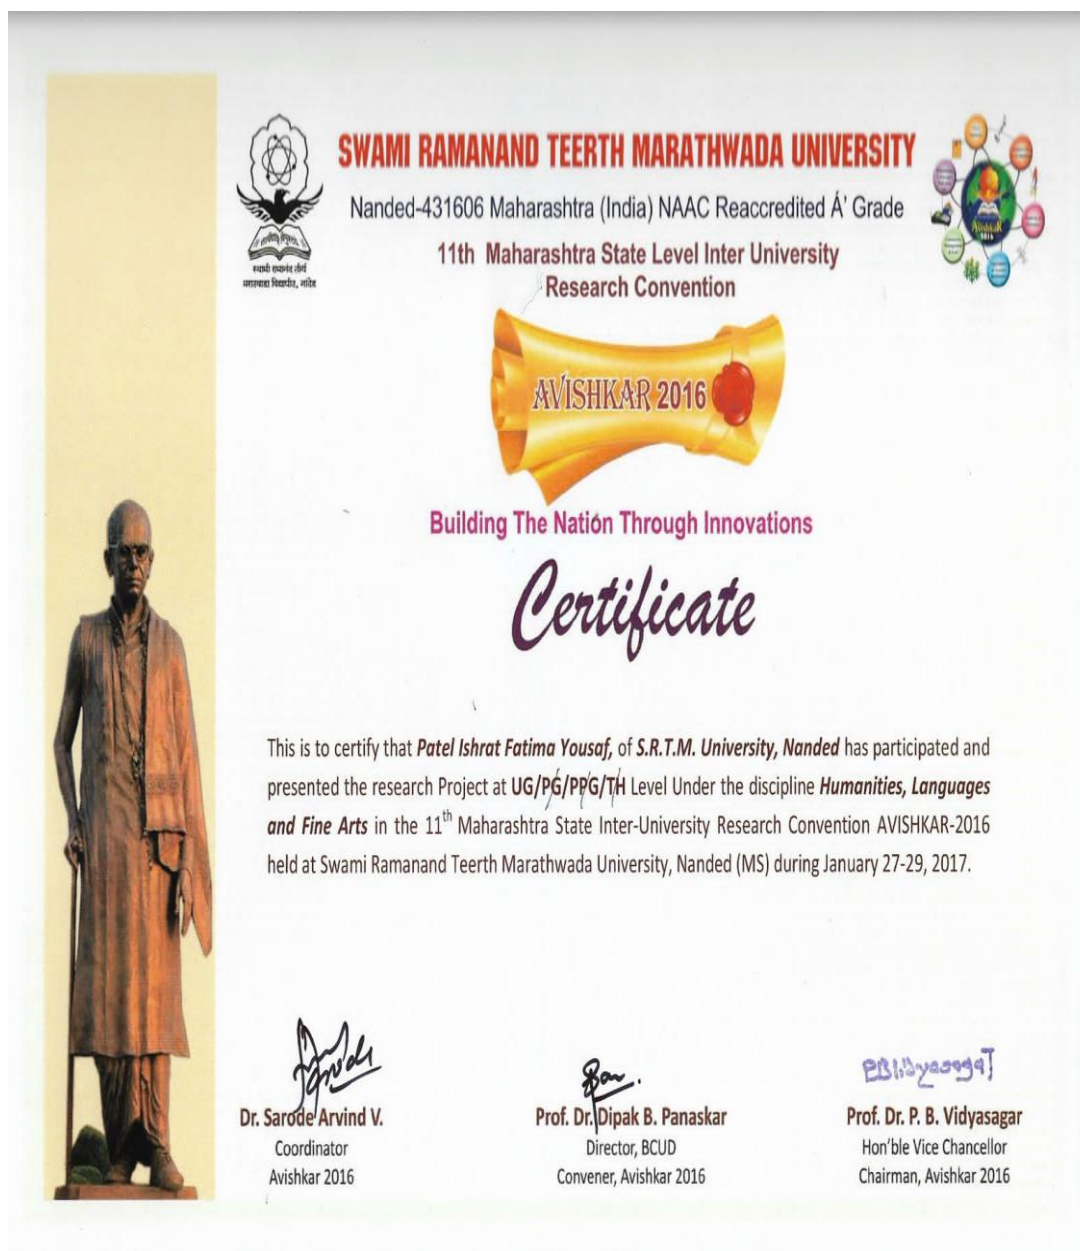 SWAMI RAMANAND TEERTH MARATHWADA UNIVERSITY
Nanded-431606 Maharashtra (India) NAAC Reaccredited Á' Grade
11th Maharashtra State Level Inter University
Research Convention
स्वामी रामानंद तीर्थ
मराठवाडा विद्यापीठ, नांदेड
Avishkar
2016
AVISHKAR 2016
Building The Nation Through Innovations
Certificate
This is to certify that Patel Ishrat Fatima Yousaf, of S.R.T.M. University, Nanded has participated and
presented the research Project at UG/PG/PPG/TH Level Under the discipline Humanities, Languages
and Fine Arts in the 11th Maharashtra State Inter-University Research Convention AVISHKAR-2016
held at Swami Ramanand Teerth Marathwada University, Nanded (MS) during January 27-29, 2017.
Dr. Sarode Arvind V.
Coordinator
Avishkar 2016
Prof. Dr. Dipak B. Panaskar
Director, BCUD
Convener, Avishkar 2016
PBVidyasagar
Prof. Dr. P. B. Vidyasagar
Hon'ble Vice Chancellor
Chairman, Avishkar 2016